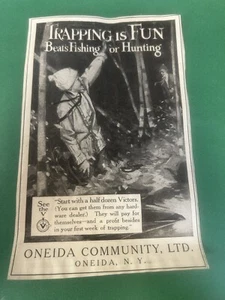 TRAPPING IS FUN
Beats Fishing or Hunting
See
the
V
"Start with a half dozen Victors.
(You can get them from any hard-
ware dealer.) They will pay for
themselves—and a profit besides
in your first week of trapping."
ONEIDA COMMUNITY, LTD.
ONEIDA, N. Y.